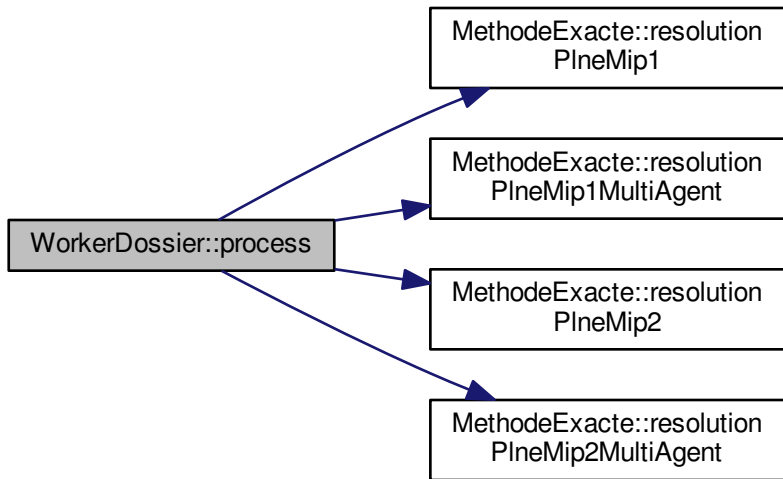 MethodeExacte::resolution
PlneMip1
MethodeExacte::resolution
PlneMip1MultiAgent
WorkerDossier::process
MethodeExacte::resolution
PlneMip2
MethodeExacte::resolution
PlneMip2MultiAgent